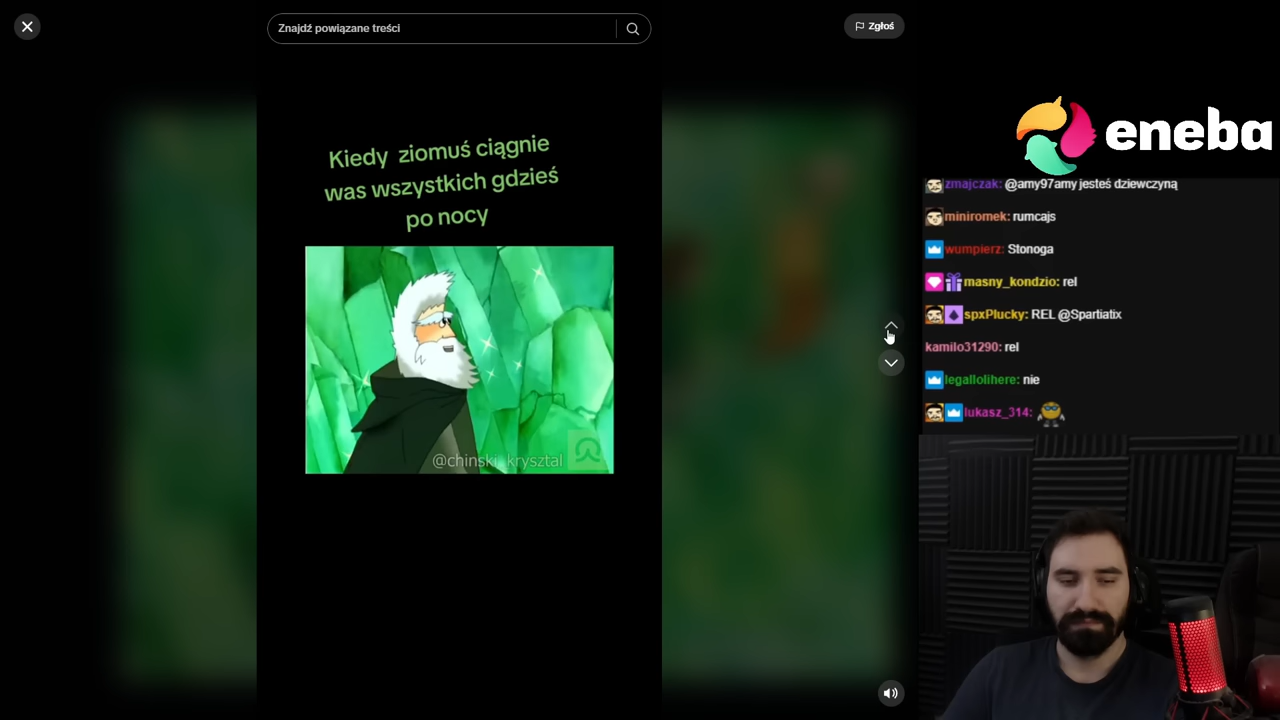 Znajdź powiązane treści
Zgłoś
Kiedy ziomuś ciągnie
was wszystkich gdzieś
po nocy
@chinski_krysztal
eneba
zmajczak: @amy97amy jesteś dziewczyną
miniromek: rumcajs
wumpierz: Stonoga
masny_kondzio: rel
spxPlucky: REL @Spartiatix
kamilo31290: rel
legallolihere: nie
lukasz_314: